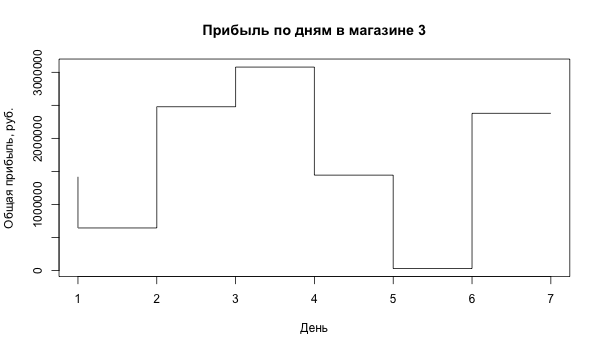 Прибыль по дням в магазине 3
Общая прибыль, руб.
3000000
2000000
1000000
0
1 2 3 4 5 6 7
День